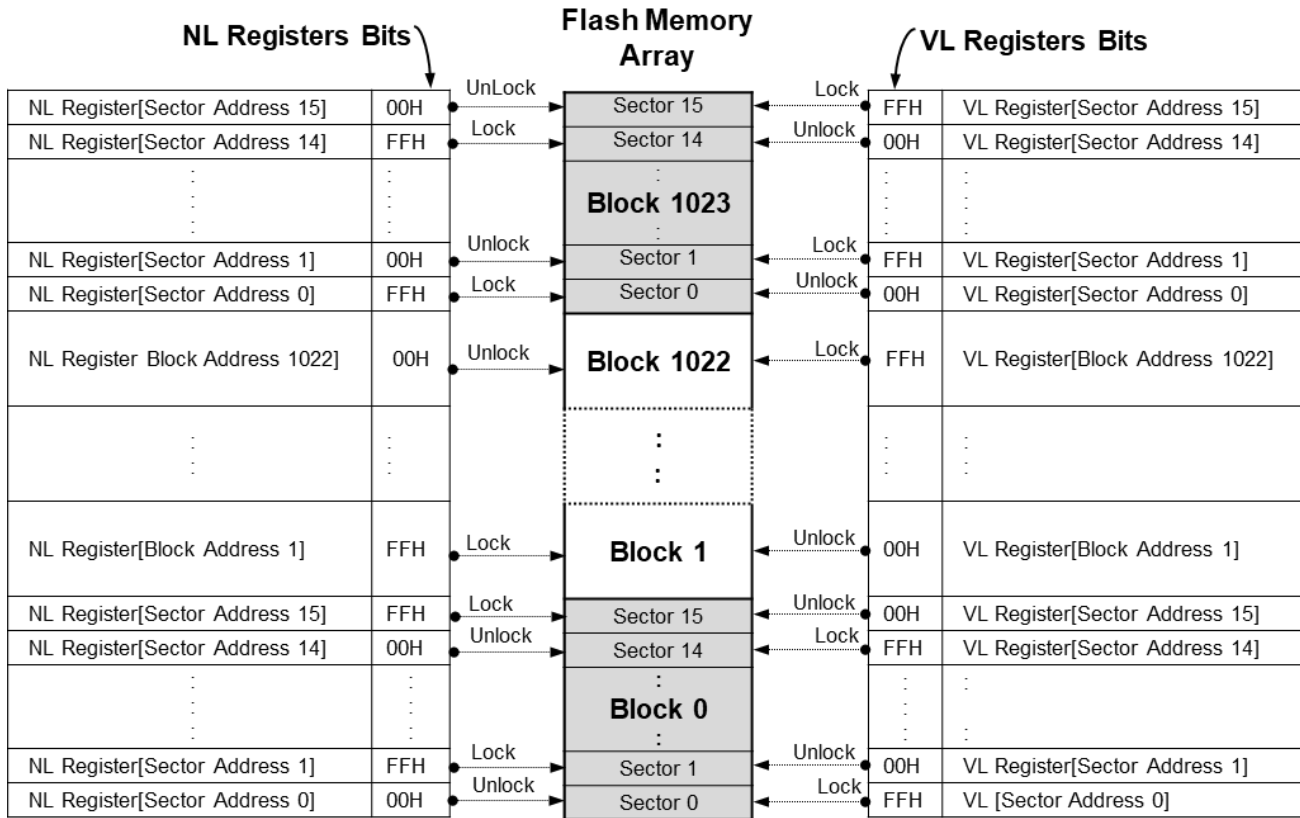 NL Registers Bits
Flash Memory
Array
VL Registers Bits
NL Register[Sector Address 15] 00H UnLock Sector 15 Lock FFH VL Register[Sector Address 15]
NL Register[Sector Address 14] FFH Lock Sector 14 Unlock 00H VL Register[Sector Address 14]
Block 1023
NL Register[Sector Address 1] 00H Unlock Sector 1 Lock FFH VL Register[Sector Address 1]
NL Register[Sector Address 0] FFH Lock Sector 0 Unlock 00H VL Register[Sector Address 0]
NL Register Block Address 1022] 00H Unlock Block 1022 Lock FFH VL Register[Block Address 1022]
NL Register[Block Address 1] FFH Lock Block 1 Unlock 00H VL Register[Block Address 1]
NL Register[Sector Address 15] FFH Lock Sector 15 Unlock 00H VL Register[Sector Address 15]
NL Register[Sector Address 14] 00H Unlock Sector 14 Lock FFH VL Register[Sector Address 14]
Block 0
NL Register[Sector Address 1] FFH Lock Sector 1 Unlock 00H VL Register[Sector Address 1]
NL Register[Sector Address 0] 00H Unlock Sector 0 Lock FFH VL [Sector Address 0]